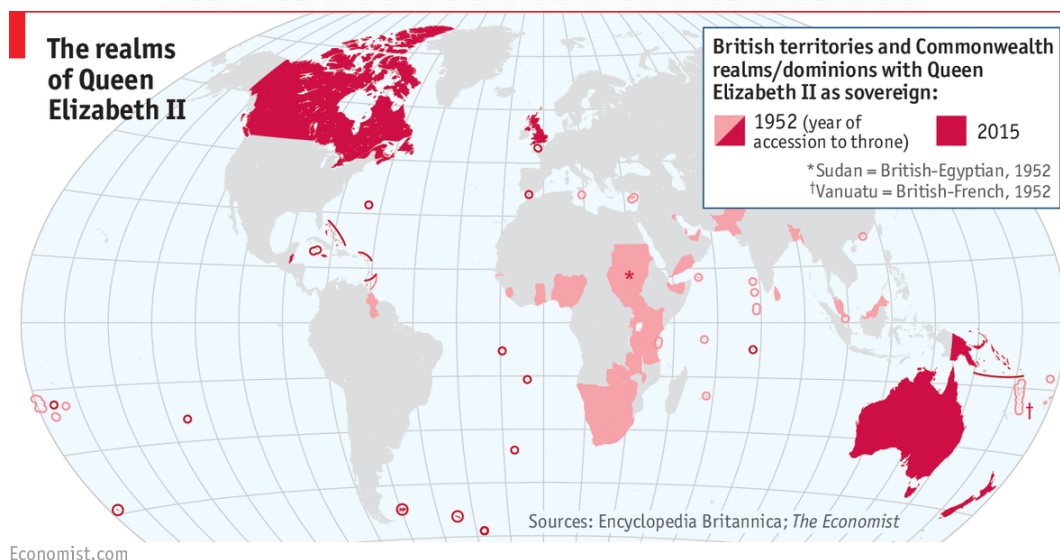 The realms
of Queen
Elizabeth II
British territories and Commonwealth
realms/dominions with Queen
Elizabeth II as sovereign:
1952 (year of
accession to throne)
2015
*Sudan = British-Egyptian, 1952
†Vanuatu = British-French, 1952
*
†
Sources: Encyclopedia Britannica; The Economist
Economist.com